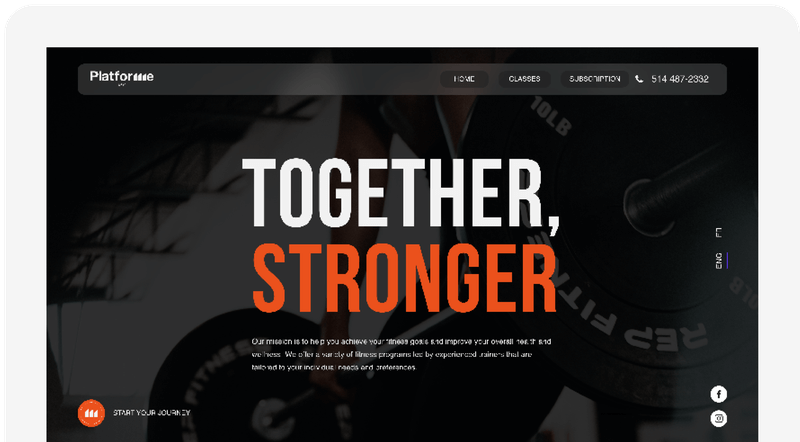 Platforme
HOME
CLASSES
SUBSCRIPTION
514 487-2332
TOGETHER,
STRONGER
Our mission is to help you achieve your fitness goals and improve your overall health and
wellness. We offer a variety of fitness programs led by experienced trainers that are
tailored to your individual needs and preferences.
10LB
REP FITNE
FITNESS
LB
ENG
START YOUR JOURNEY